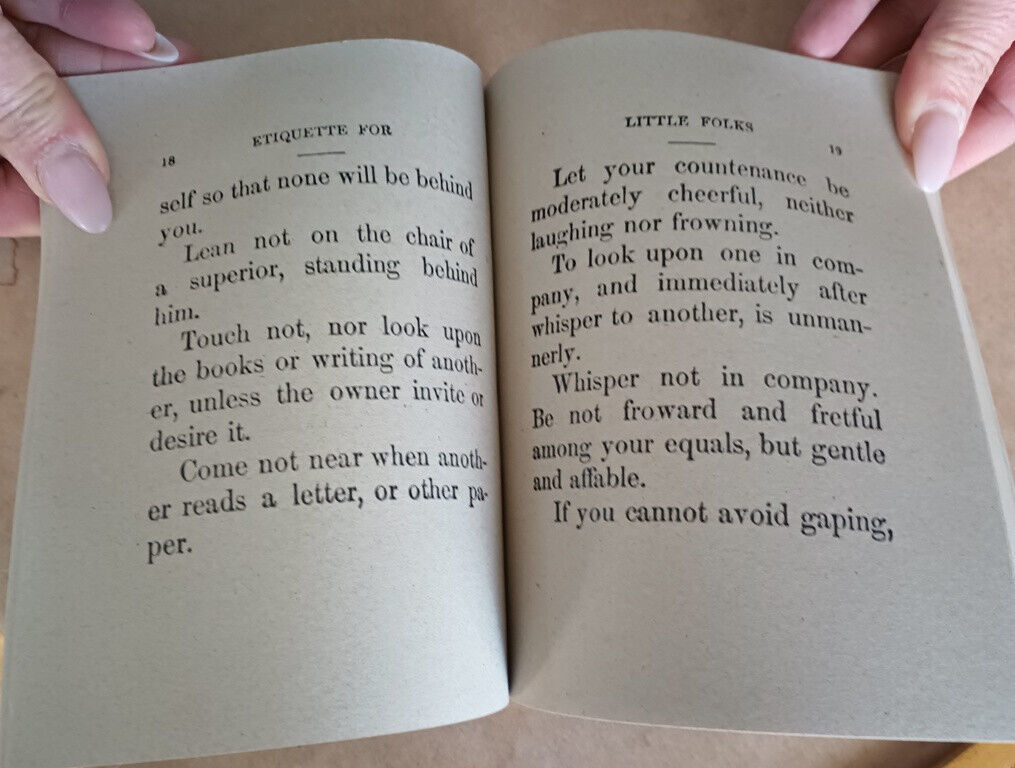 18
ETIQUETTE FOR
self so that none will be behind
you.
Lean not on the chair of
a superior, standing behind
him.
Touch not, nor look upon
the books or writing of anoth-
er, unless the owner invite or
desire it.
Come not near when anoth-
er reads a letter, or other pa-
per.
LITTLE FOLKS
19
Let your countenance be
moderately cheerful, neither
laughing nor frowning.
To look upon one in com-
pany, and immediately after
whisper to another, is unman-
nerly.
Whisper not in company.
Be not froward and fretful
among your equals, but gentle
and affable.
If you cannot avoid gaping,